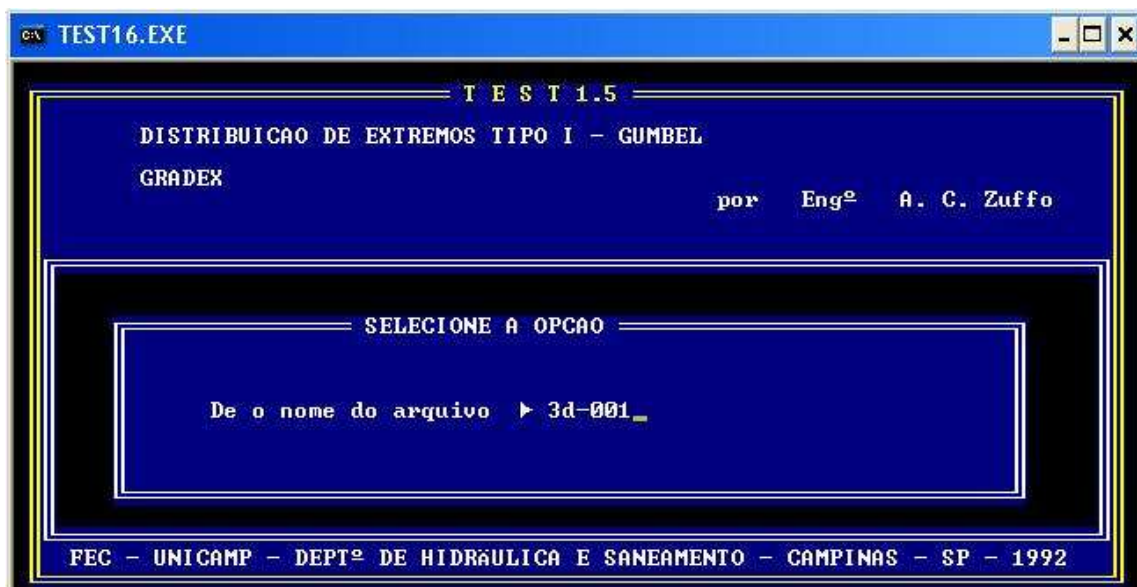 TEST16.EXE
T E S T 1.5
DISTRIBUICAO DE EXTREMOS TIPO I - GUMBEL
GRADEX
por Engº A. C. Zuffo
SELECIONE A OPCAO
De o nome do arquivo ► 3d-001_
FEC - UNICAMP - DEPTº DE HIDRäULICA E SANEAMENTO - CAMPINAS - SP - 1992